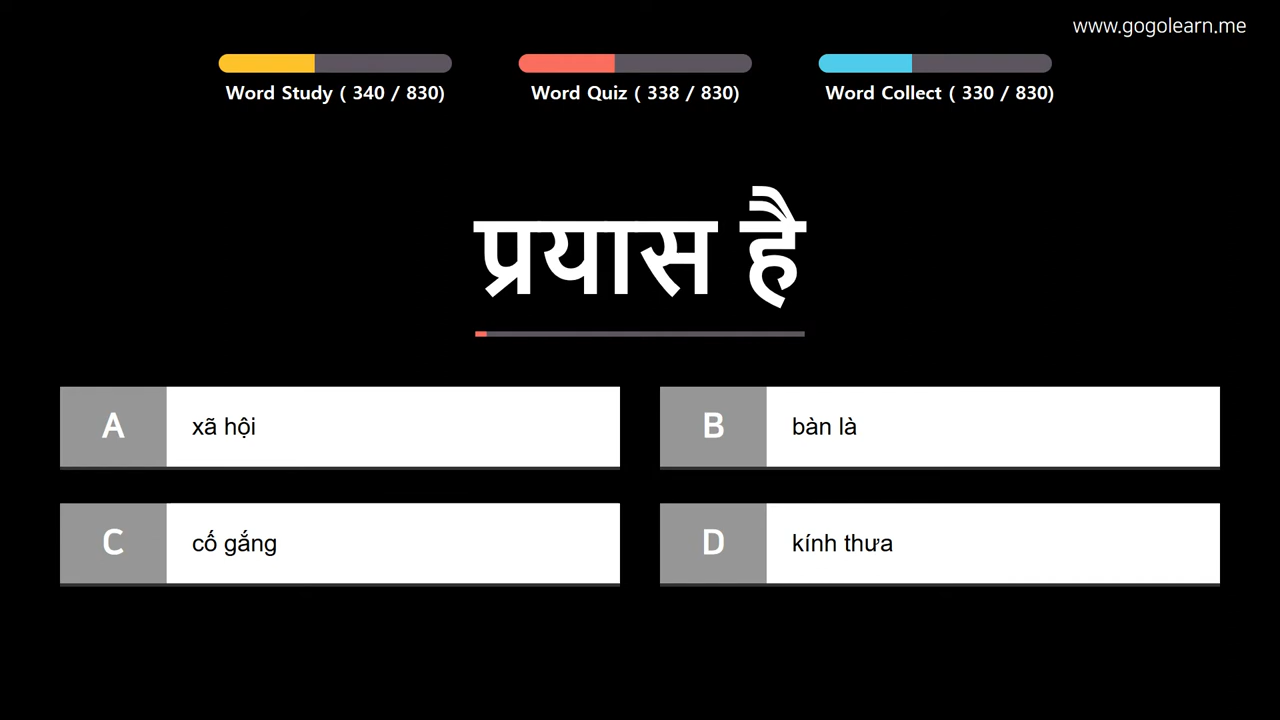 www.gogolearn.me
Word Study ( 340 / 830)
Word Quiz ( 338 / 830)
Word Collect ( 330 / 830)
प्रयास है
A
xã hội
B
bàn là
C
cố gắng
D
kính thưa